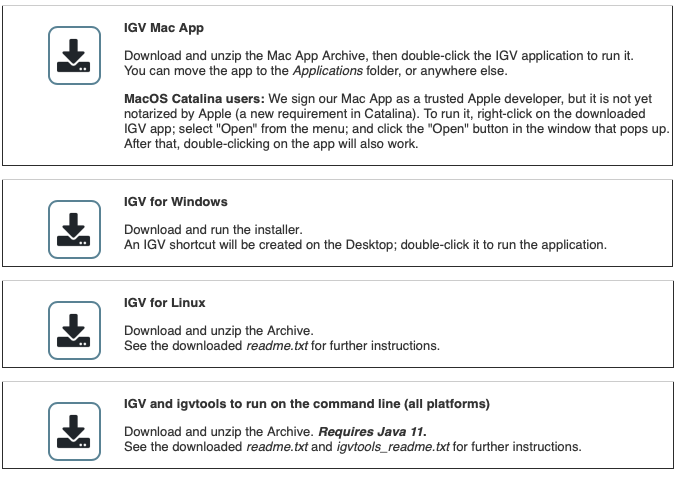 IGV Mac App
Download and unzip the Mac App Archive, then double-click the IGV application to run it.
You can move the app to the Applications folder, or anywhere else.
MacOS Catalina users: We sign our Mac App as a trusted Apple developer, but it is not yet
notarized by Apple (a new requirement in Catalina). To run it, right-click on the downloaded
IGV app; select "Open" from the menu; and click the "Open" button in the window that pops up.
After that, double-clicking on the app will also work.
IGV for Windows
Download and run the installer.
An IGV shortcut will be created on the Desktop; double-click it to run the application.
IGV for Linux
Download and unzip the Archive.
See the downloaded readme.txt for further instructions.
IGV and igvtools to run on the command line (all platforms)
Download and unzip the Archive. Requires Java 11.
See the downloaded readme.txt and igvtools_readme.txt for further instructions.